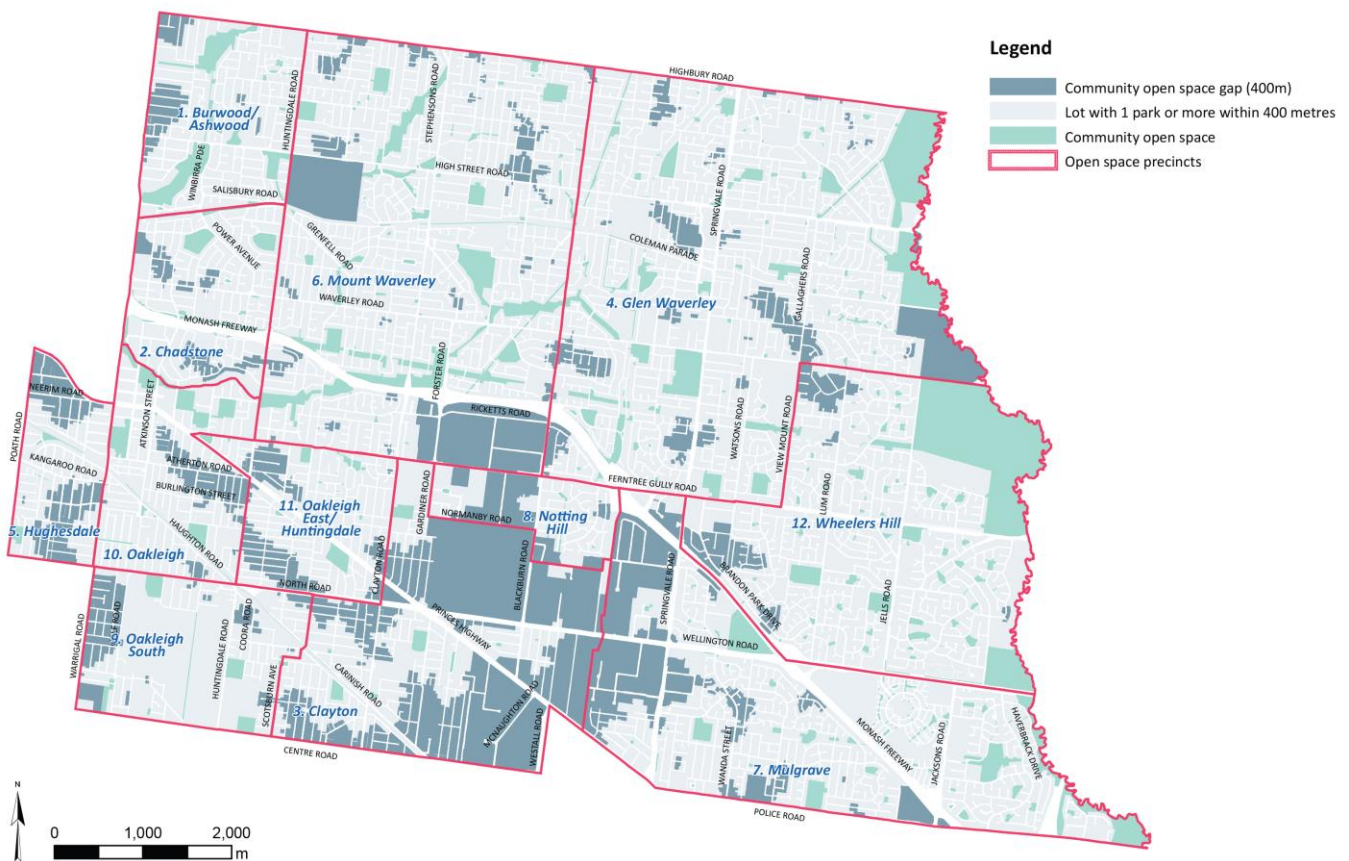 Legend
Community open space gap (400m)
Lot with 1 park or more within 400 metres
Community open space
Open space precincts
HIGHBURY ROAD
1. Burwood/
Ashwood
HUNTINGDALE ROAD
STEPHENSONS ROAD
WINBIRRA PDE
HIGH STREET ROAD
SALISBURY ROAD
SPRINGVALE ROAD
POWER AVENUE
GRENFELL ROAD
COLEMAN PARADE
6. Mount Waverley
WAVERLEY ROAD
4. Glen Waverley
GALLAGHERS ROAD
MONASH FREEWAY
2. Chadstone
FORSTER ROAD
NEERIM ROAD
ATKINSON STREET
RICKETTS ROAD
WATSONS ROAD
VIEW MOUNT ROAD
POATH ROAD
KANGAROO ROAD
ATHERTON ROAD
BURLINGTON STREET
FERNTREE GULLY ROAD
LUM ROAD
11. Oakleigh
East/
Huntingdale
GARDINER ROAD
NORMANBY ROAD
8. Notting
Hill
12. Wheelers Hill
5. Hughesdale
HAUGHTON ROAD
10. Oakleigh
CLAYTON ROAD
BLACKBURN ROAD
SPRINGVALE ROAD
BRANDON PARK DRIVE
JELLS ROAD
NORTH ROAD
PRINCES HIGHWAY
WELLINGTON ROAD
WARRIGAL ROAD
9. Oakleigh
South
HUNTINGDALE ROAD
COORA ROAD
SCOTSBURN AVE
CARINISH ROAD
3. Clayton
MCNAUGHTON ROAD
WESTALL ROAD
CENTRE ROAD
WANDA STREET
7. Mulgrave
MONASH FREEWAY
JACKSONS ROAD
HAVERBRACK DRIVE
POLICE ROAD
N
0 1,000 2,000
m